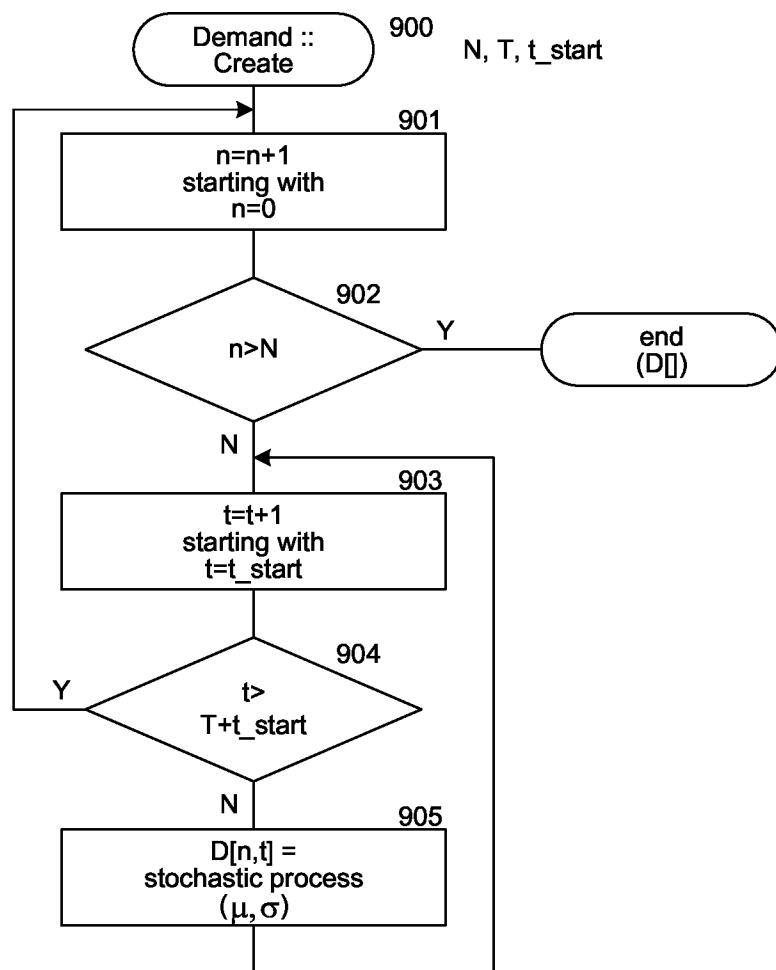 Demand ::
Create
900
N, T, t_start
901
n=n+1
starting with
n=0
902
n>N
Y
end
(D[])
N
903
t=t+1
starting with
t=t_start
904
Y
t>
T+t_start
N
905
D[n,t] =
stochastic process
(μ,σ)